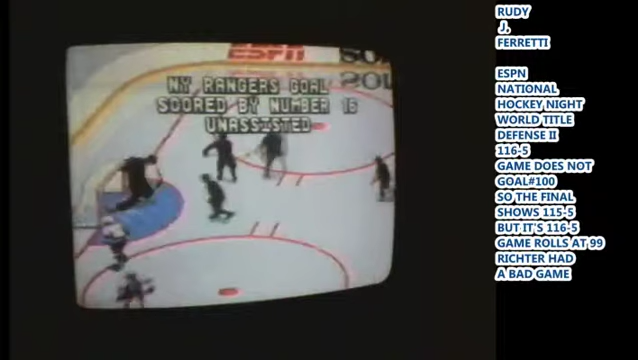 ESPN
NY RANGERS GOAL
SCORED BY NUMBER 16
UNASSISTED
RUDY
J.
FERRETTI
ESPN
NATIONAL
HOCKEY NIGHT
WORLD TITLE
DEFENSE II
116-5
GAME DOES NOT
GOAL#100
SO THE FINAL
SHOWS 115-5
BUT IT'S 116-5
GAME ROLLS AT 99
RICHTER HAD
A BAD GAME